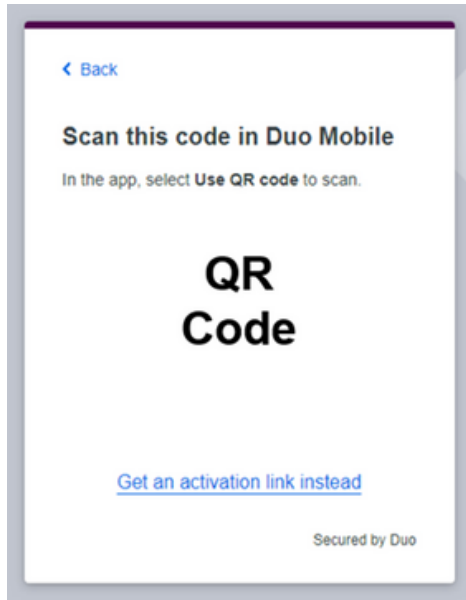 Back
Scan this code in Duo Mobile
In the app, select Use QR code to scan.
QR
Code
Get an activation link instead
Secured by Duo